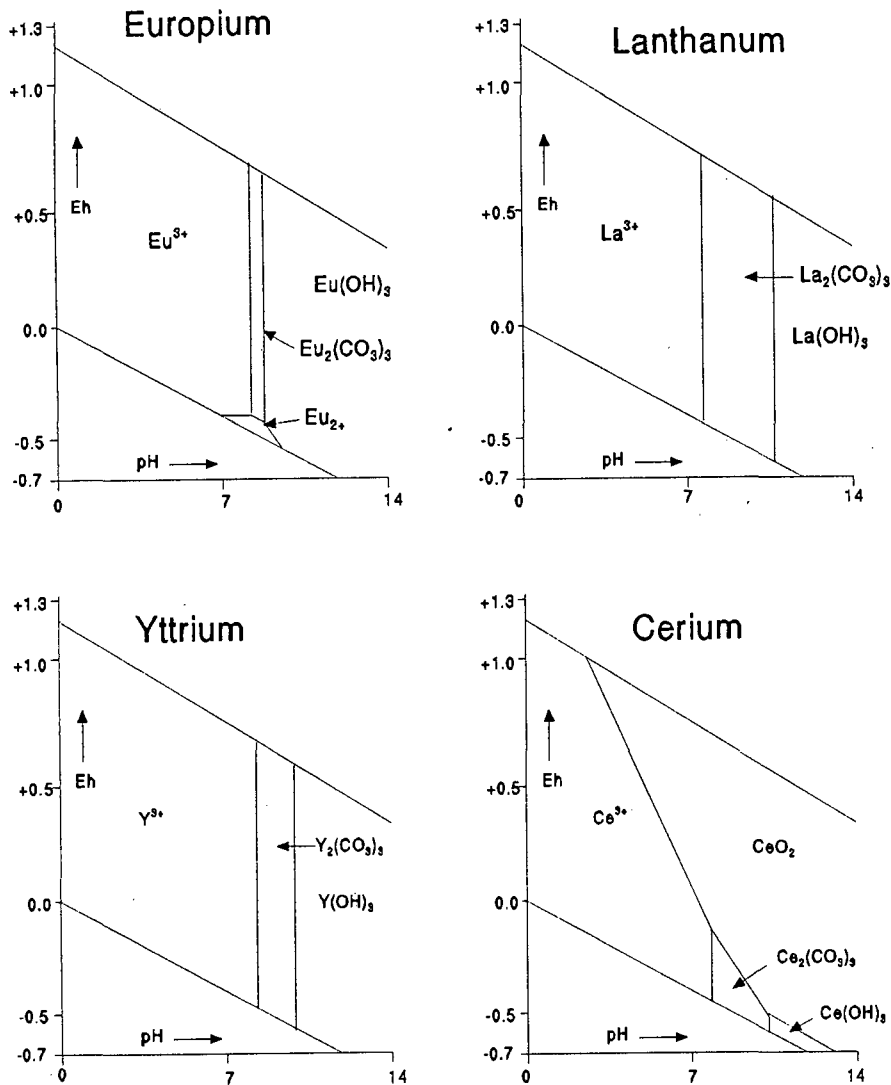 Europium
+1.3
+1.0
Eh
+0.5
Eu³⁺
Eu(OH)₃
0.0
Eu₂(CO₃)₃
Eu₂₊
-0.5
pH
-0.7
0
7
14
Lanthanum
+1.3
+1.0
Eh
+0.5
La³⁺
La₂(CO₃)₃
0.0
La(OH)₃
-0.5
pH
-0.7
0
7
14
Yttrium
+1.3
+1.0
Eh
+0.5
Y³⁺
Y₂(CO₃)₃
Y(OH)₃
0.0
-0.5
pH
-0.7
0
7
14
Cerium
+1.3
+1.0
Eh
+0.5
Ce³⁺
CeO₂
0.0
Ce₂(CO₃)₃
Ce(OH)₃
-0.5
pH
-0.7
0
7
14